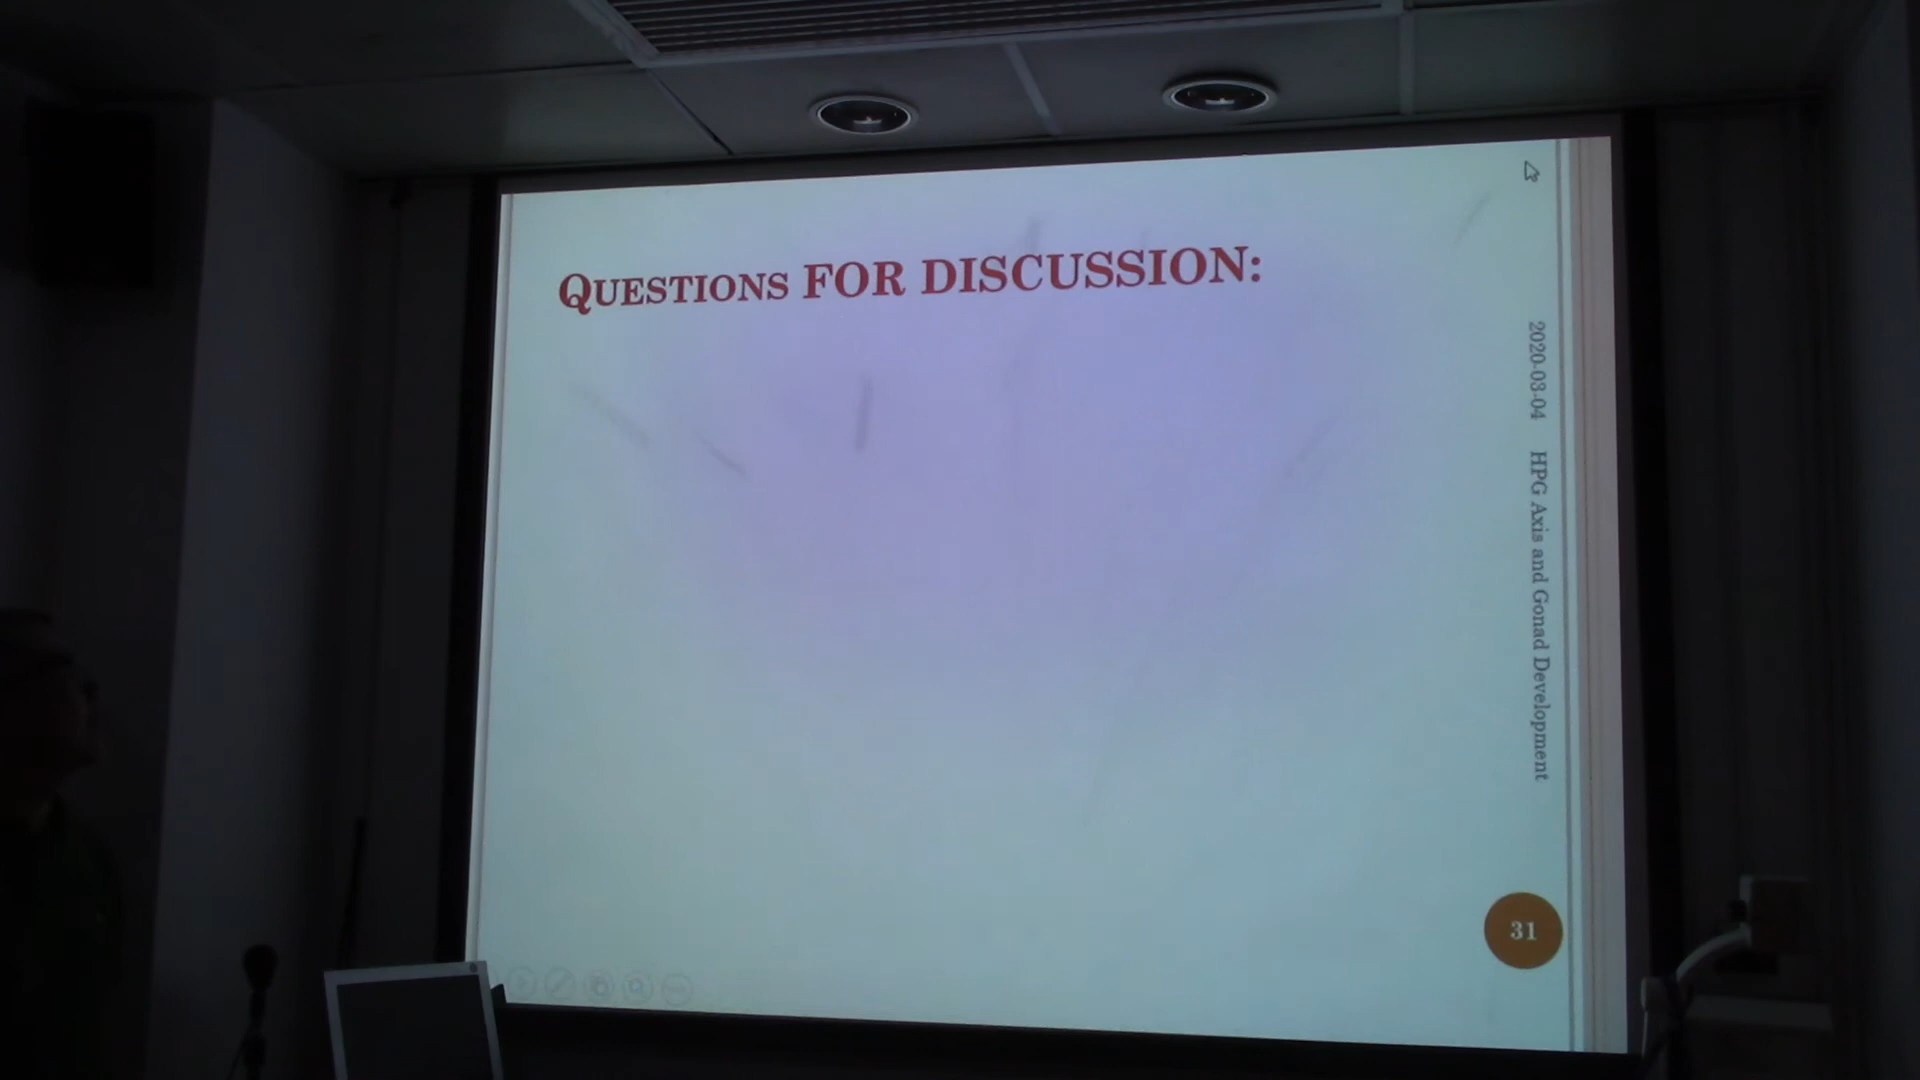 QUESTIONS FOR DISCUSSION:
2020-03-04 HPG Axis and Gonad Development
31